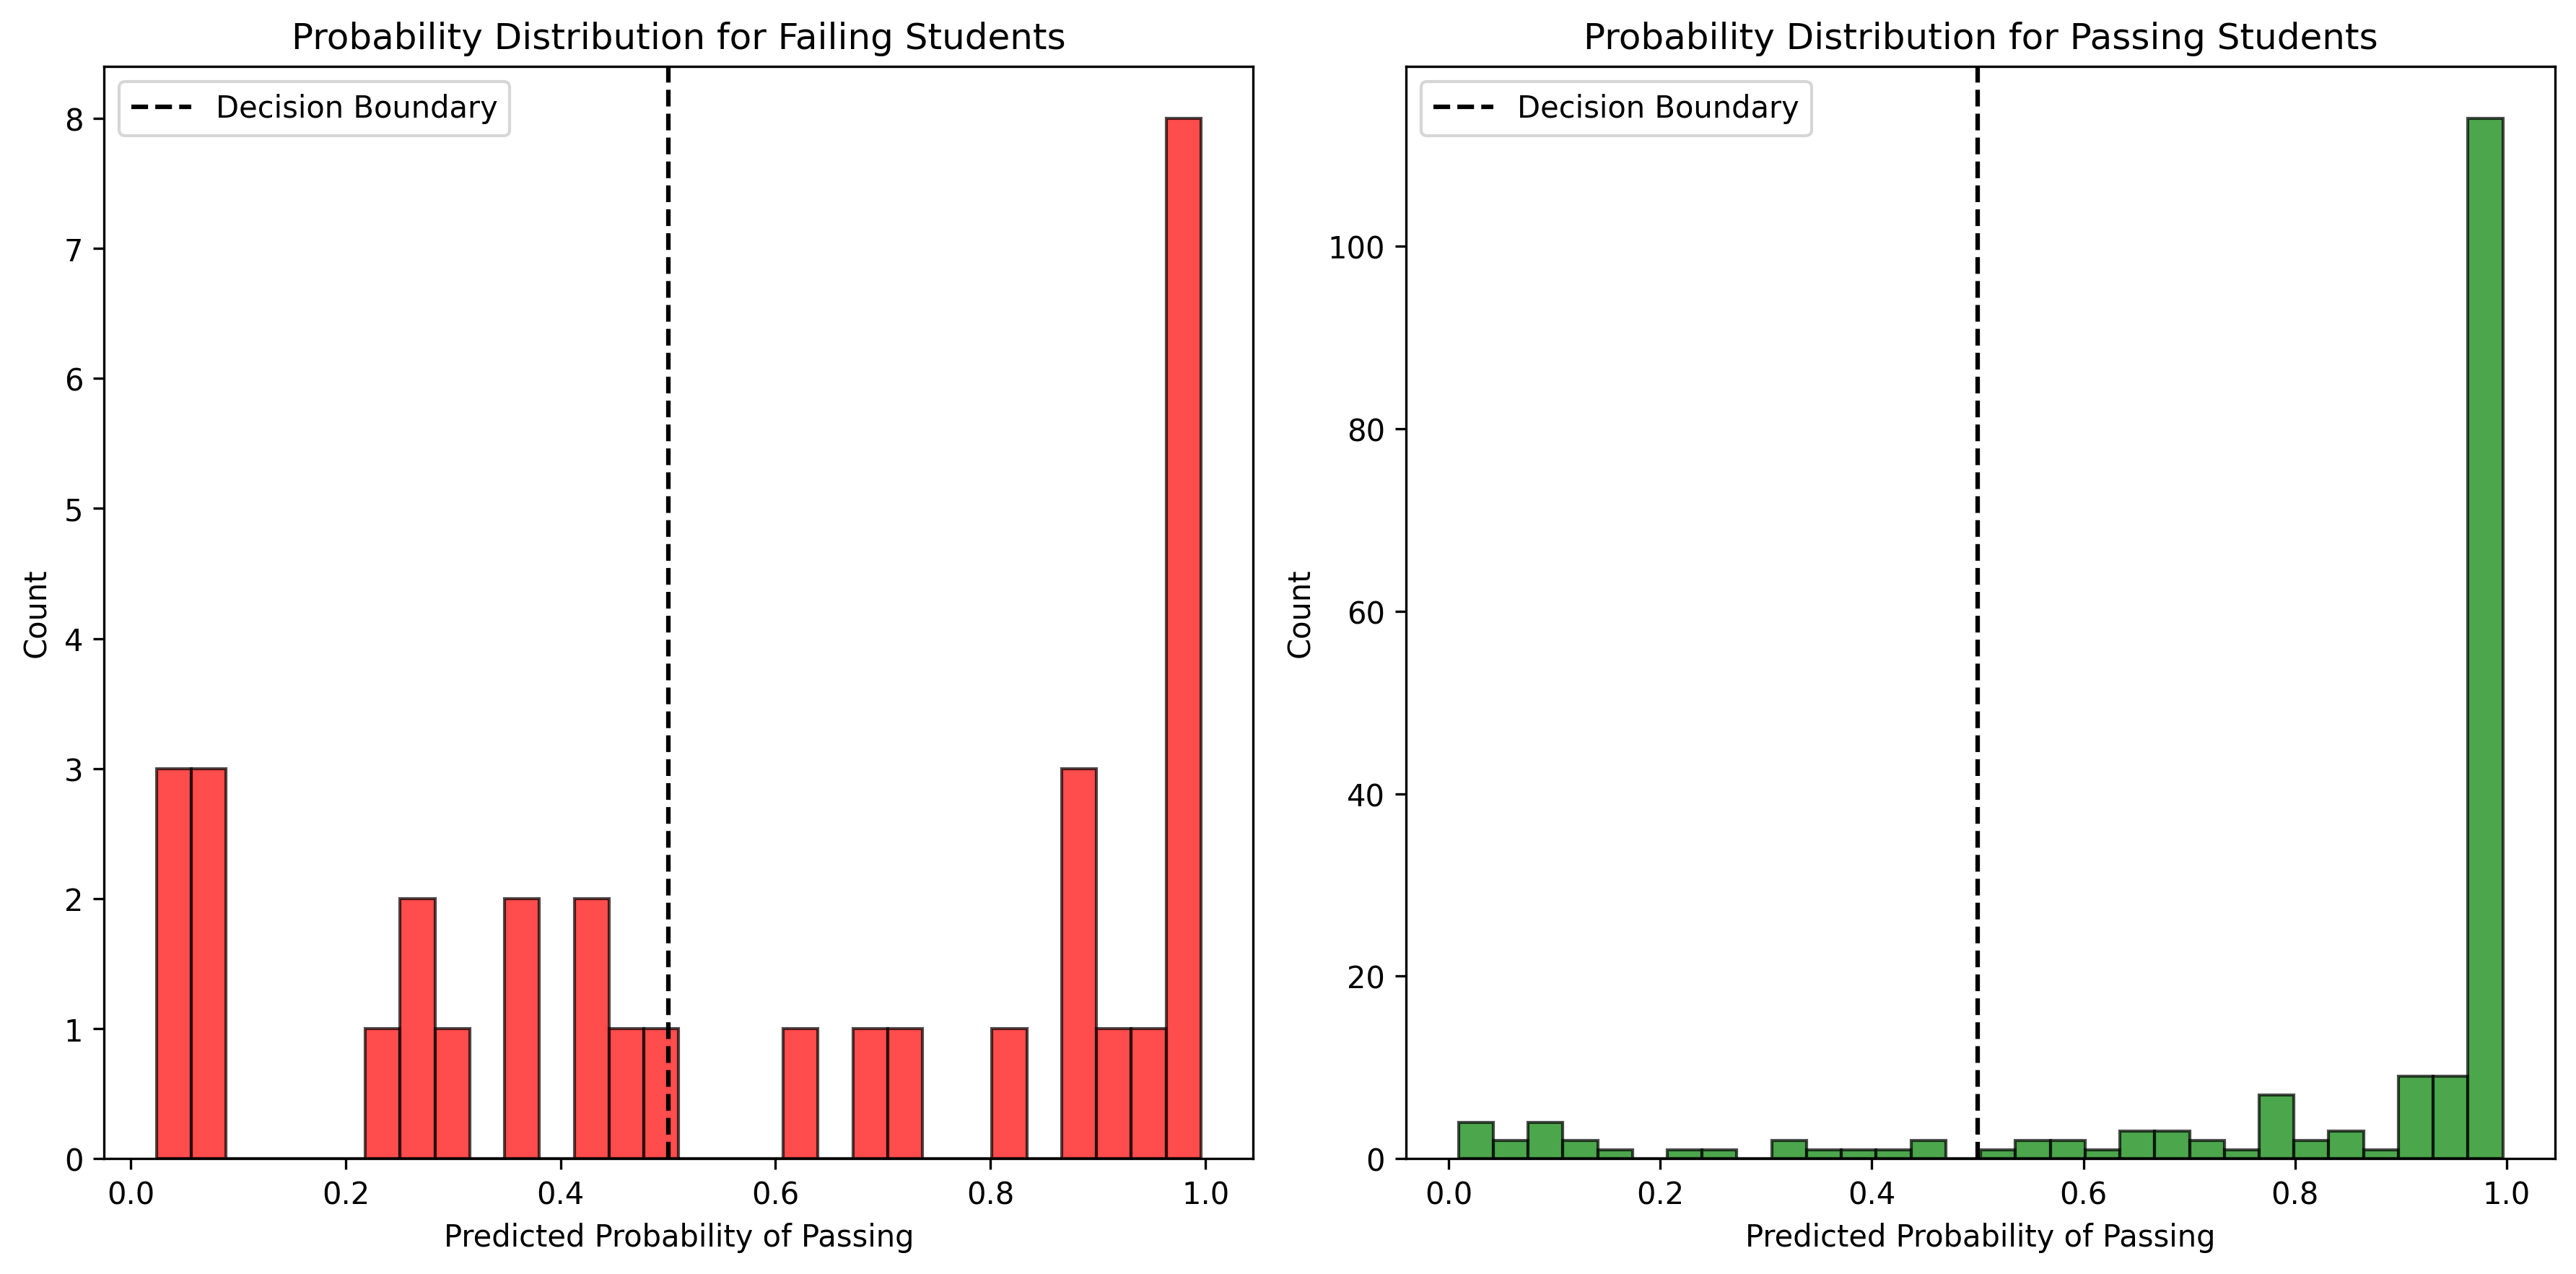 Probability Distribution for Failing Students
Decision Boundary
8
7
6
5
4
3
2
1
0
Count
0.0 0.2 0.4 0.6 0.8 1.0
Predicted Probability of Passing
Probability Distribution for Passing Students
Decision Boundary
100
80
60
40
20
0
Count
0.0 0.2 0.4 0.6 0.8 1.0
Predicted Probability of Passing